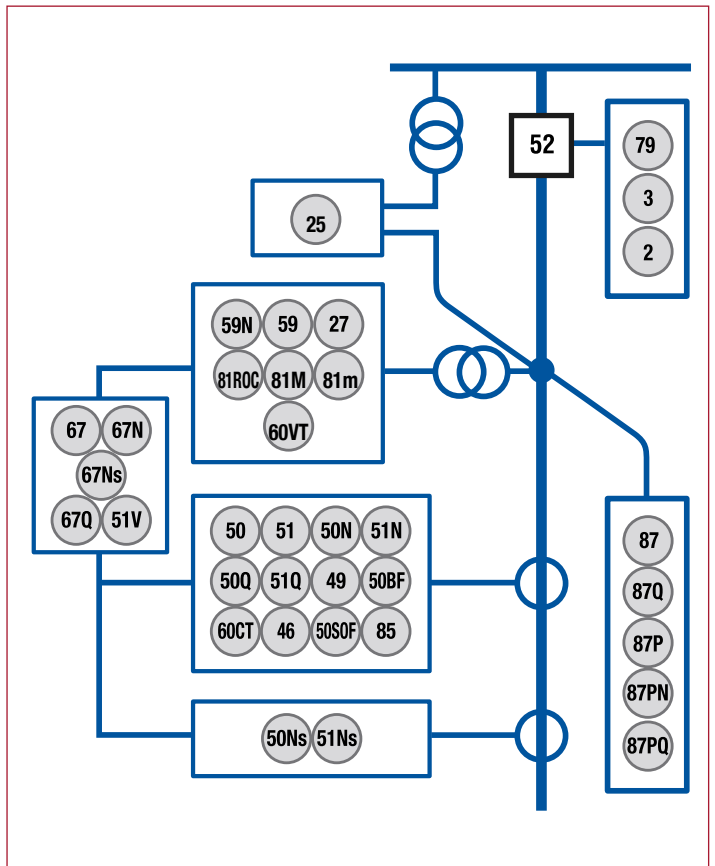 52
79
3
2
25
59N 59 27
81ROC 81M 81m
60VT
67 67N
67Ns
67Q 51V
50 51 50N 51N
50Q 51Q 49 50BF
60CT 46 50SOF 85
50Ns 51Ns
87
87Q
87P
87PN
87PQ